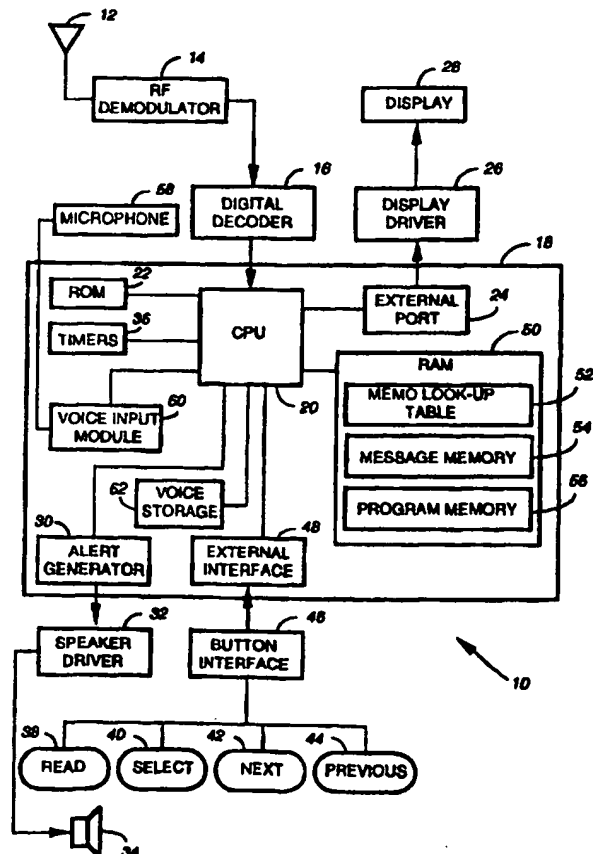 12
14
RF
DEMODULATOR
28
DISPLAY
58
MICROPHONE
16
DIGITAL
DECODER
26
DISPLAY
DRIVER
18
22
ROM
CPU
EXTERNAL
PORT
24
36
TIMERS
20
50
RAM
MEMO LOOK-UP
TABLE
52
60
VOICE INPUT
MODULE
MESSAGE MEMORY
54
62
VOICE
STORAGE
PROGRAM MEMORY
56
30
ALERT
GENERATOR
48
EXTERNAL
INTERFACE
32
SPEAKER
DRIVER
46
BUTTON
INTERFACE
10
38
READ
40
SELECT
42
NEXT
44
PREVIOUS
34